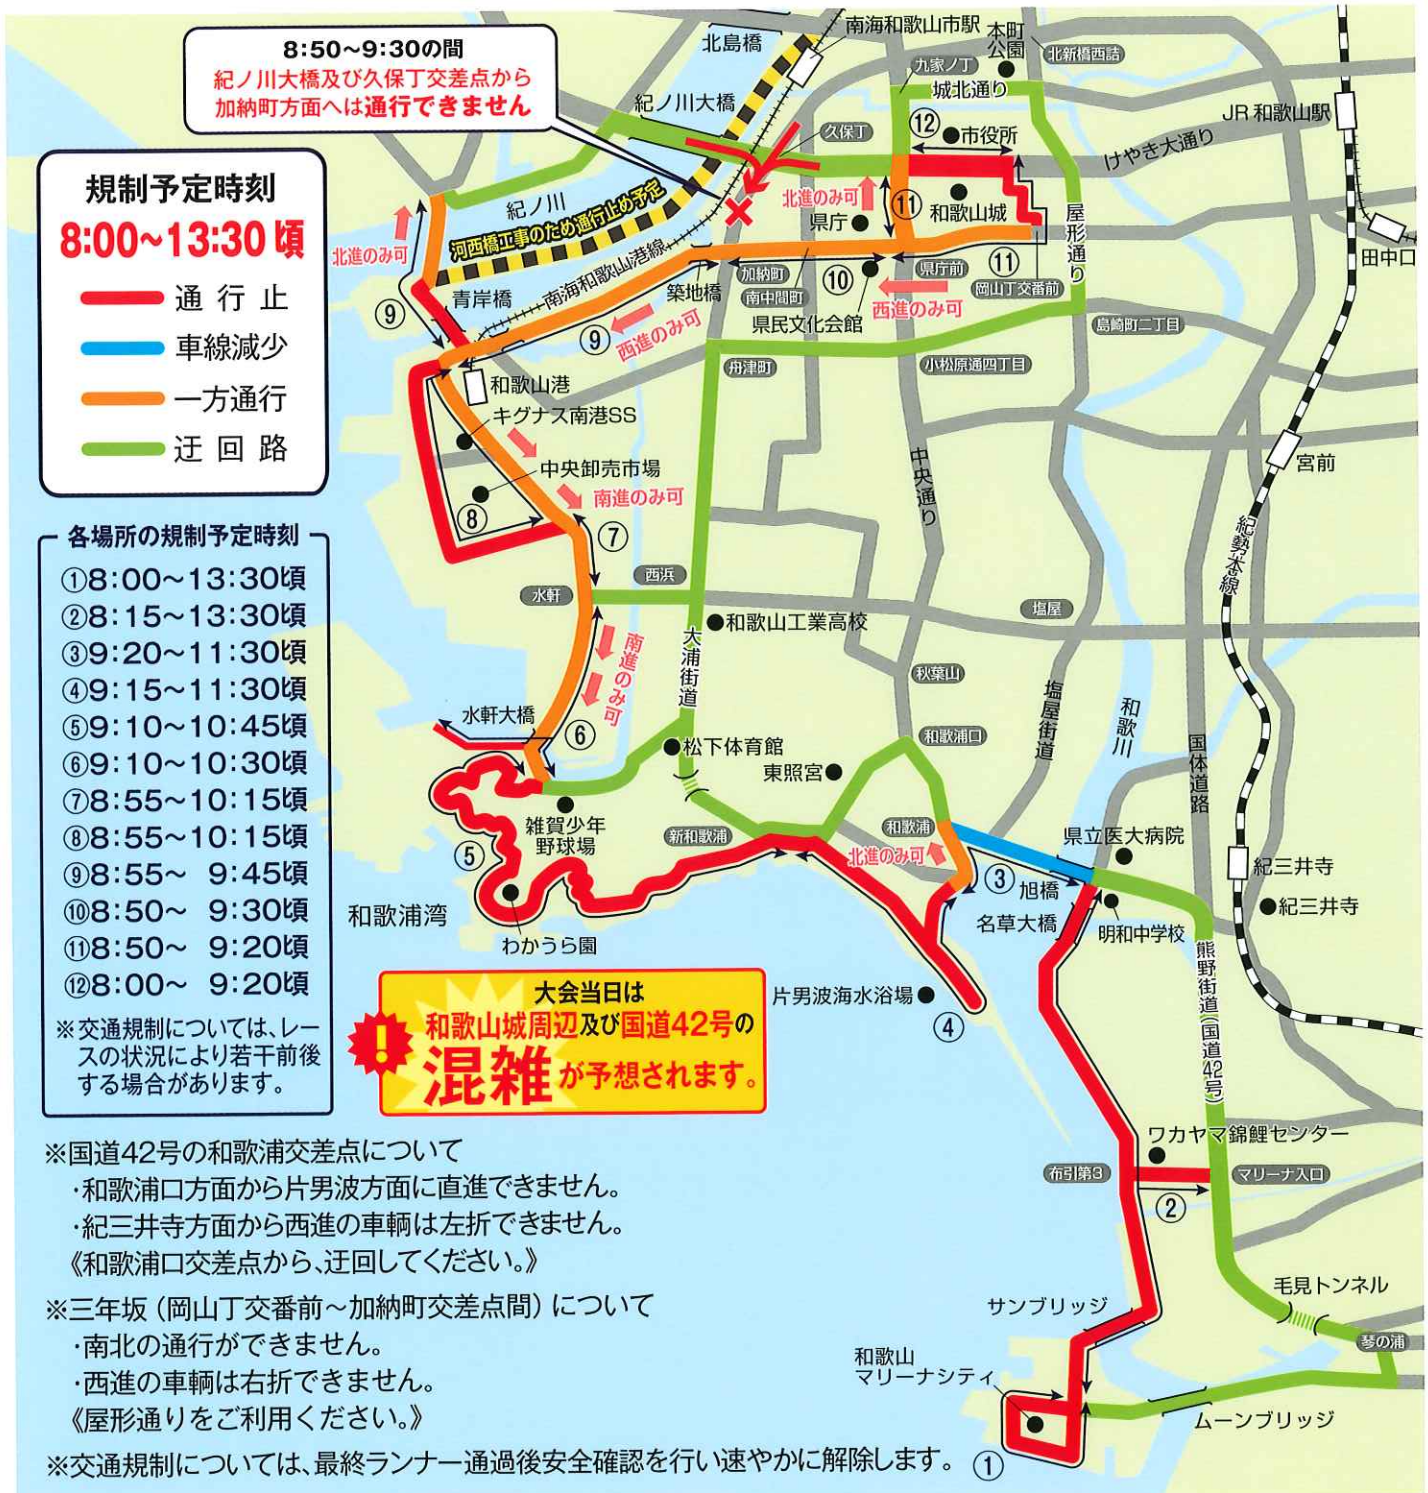 8:50～9:30の間
紀ノ川大橋及び久保丁交差点から
加納町方面へは通行できません
規制予定時刻
8:00～13:30頃
通行止
車線減少
一方通行
迂回路
各場所の規制予定時刻
①8:00～13:30頃
②8:15～13:30頃
③9:20～11:30頃
④9:15～11:30頃
⑤9:10～10:45頃
⑥9:10～10:30頃
⑦8:55～10:15頃
⑧8:55～10:15頃
⑨8:55～ 9:45頃
⑩8:50～ 9:30頃
⑪8:50～ 9:20頃
⑫8:00～ 9:20頃
※交通規制については、レー
スの状況により若干前後
する場合があります。
北島橋
南海和歌山市駅
本町
公園
北新橋西詰
九家ノ丁
城北通り
紀ノ川大橋
久保丁
⑫
市役所
JR 和歌山駅
けやき大通り
紀ノ川
河西橋工事のため通行止め予定
北進のみ可
北進のみ可
県庁
⑪
和歌山城
屋形通り
田中口
青岸橋
南海和歌山港線
築地橋
加納町
南中間町
⑩
県庁前
⑪
岡山丁交番前
県民文化会館
西進のみ可
⑨
⑨
西進のみ可
島崎町二丁目
舟津町
小松原通四丁目
和歌山港
キグナス南港SS
中央卸売市場
南進のみ可
⑧
⑦
中央通り
宮前
紀勢本線
水軒
西浜
塩屋
和歌山工業高校
大浦街道
南進のみ可
秋葉山
塩屋街道
和歌川
国体道路
水軒大橋
⑥
松下体育館
和歌浦口
東照宮
雑賀少年
野球場
新和歌浦
和歌浦
北進のみ可
県立医大病院
⑤
③
旭橋
紀三井寺
紀三井寺
和歌浦湾
わかうら園
名草大橋
明和中学校
熊野街道(国道42号)
片男波海水浴場
④
大会当日は
和歌山城周辺及び国道42号の
混雑が予想されます。
!
ワカヤマ錦鯉センター
布引第3
マリーナ入口
②
※国道42号の和歌浦交差点について
・和歌浦口方面から片男波方面に直進できません。
・紀三井寺方面から西進の車輌は左折できません。
《和歌浦口交差点から、迂回してください。》
※三年坂（岡山丁交番前～加納町交差点間）について
・南北の通行ができません。
・西進の車輌は右折できません。
《屋形通りをご利用ください。》
サンブリッジ
毛見トンネル
琴の浦
和歌山
マリーナシティ
ムーンブリッジ
※交通規制については、最終ランナー通過後安全確認を行い速やかに解除します。
①